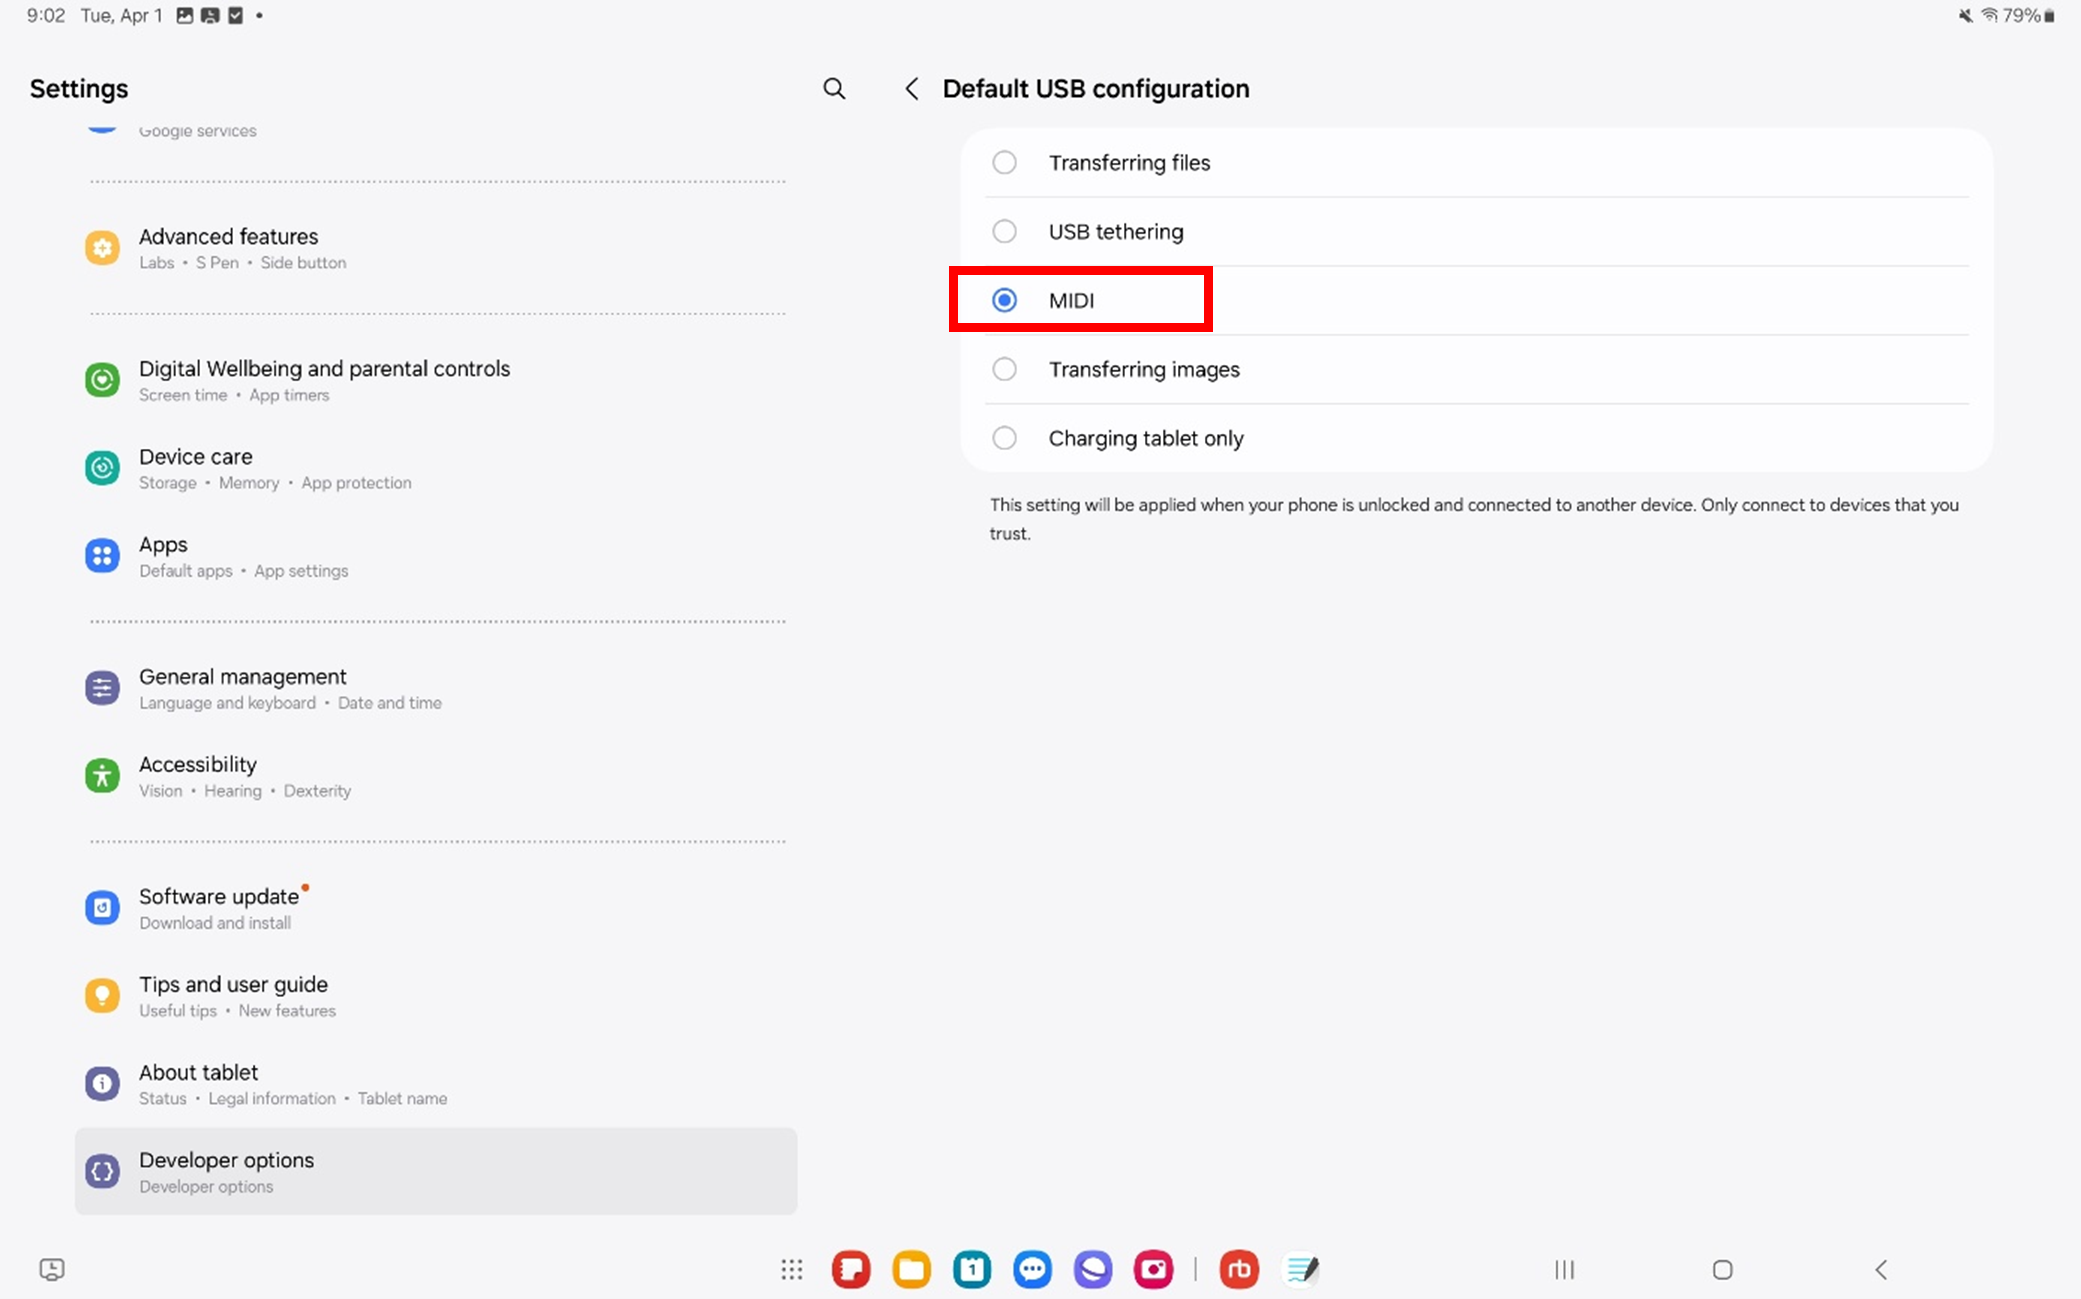 9:02 Tue, Apr 1
79%
Settings
Google services
Advanced features
Labs • S Pen • Side button
Digital Wellbeing and parental controls
Screen time • App timers
Device care
Storage • Memory • App protection
Apps
Default apps • App settings
General management
Language and keyboard • Date and time
Accessibility
Vision • Hearing • Dexterity
Software update
Download and install
Tips and user guide
Useful tips • New features
About tablet
Status • Legal information • Tablet name
Developer options
Developer options
Default USB configuration
Transferring files
USB tethering
MIDI
Transferring images
Charging tablet only
This setting will be applied when your phone is unlocked and connected to another device. Only connect to devices that you
trust.
1
rb